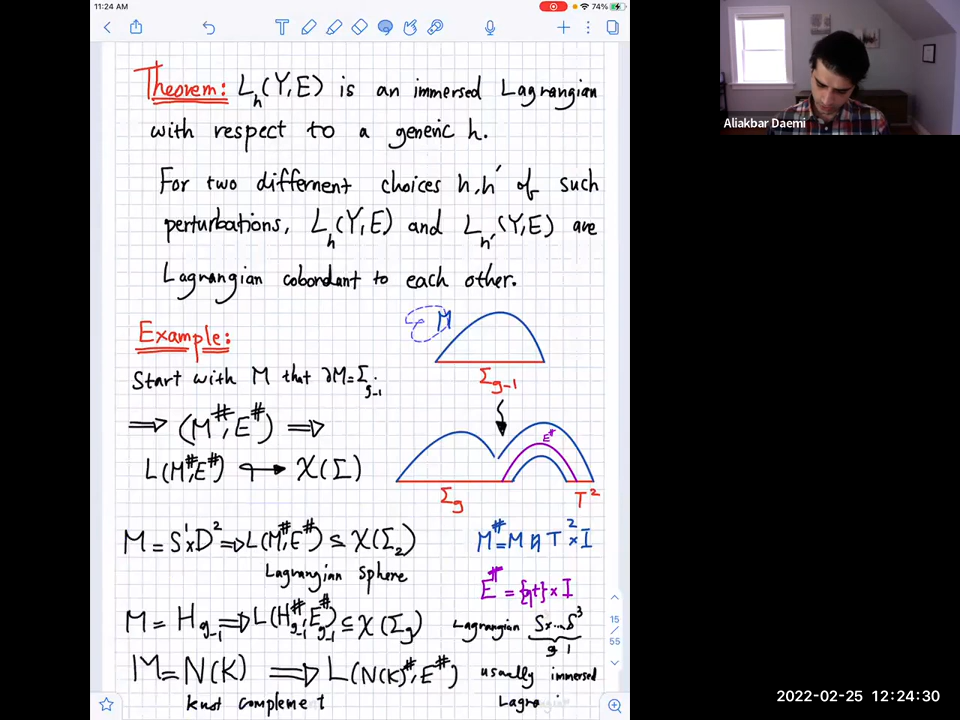 11:24 AM
74%
Theorem: L_h(Y,E) is an immersed Lagrangian
with respect to a generic h.
For two different choices h,h' of such
perturbations, L_h(Y,E) and L_h'(Y,E) are
Lagrangian cobordant to each other.
Example:
M
Σ_{g-1}
Start with M that ∂M=Σ_{g-1}
⟹ (M^#,E^#) ⟹
L(M^#,E^#) ↬ χ(Σ)
E^#
Σ_g
T^2
M = S^1×D^2 ⟹ L(M^#,E^#) ⊆ χ(Σ_2)
Lagrangian sphere
M^# = M ♮ T^2×I
E^# = {pt}×I
M = H_{g-1} ⟹ L(H^#_{g-1},E^#_{g-1}) ⊆ χ(Σ_g)
Lagrangian
M = N(K) ⟹ L(N(K)^#,E^#)
usually immersed
knot complement
15
/
55
Aliakbar Daemi
2022-02-25 12:24:30